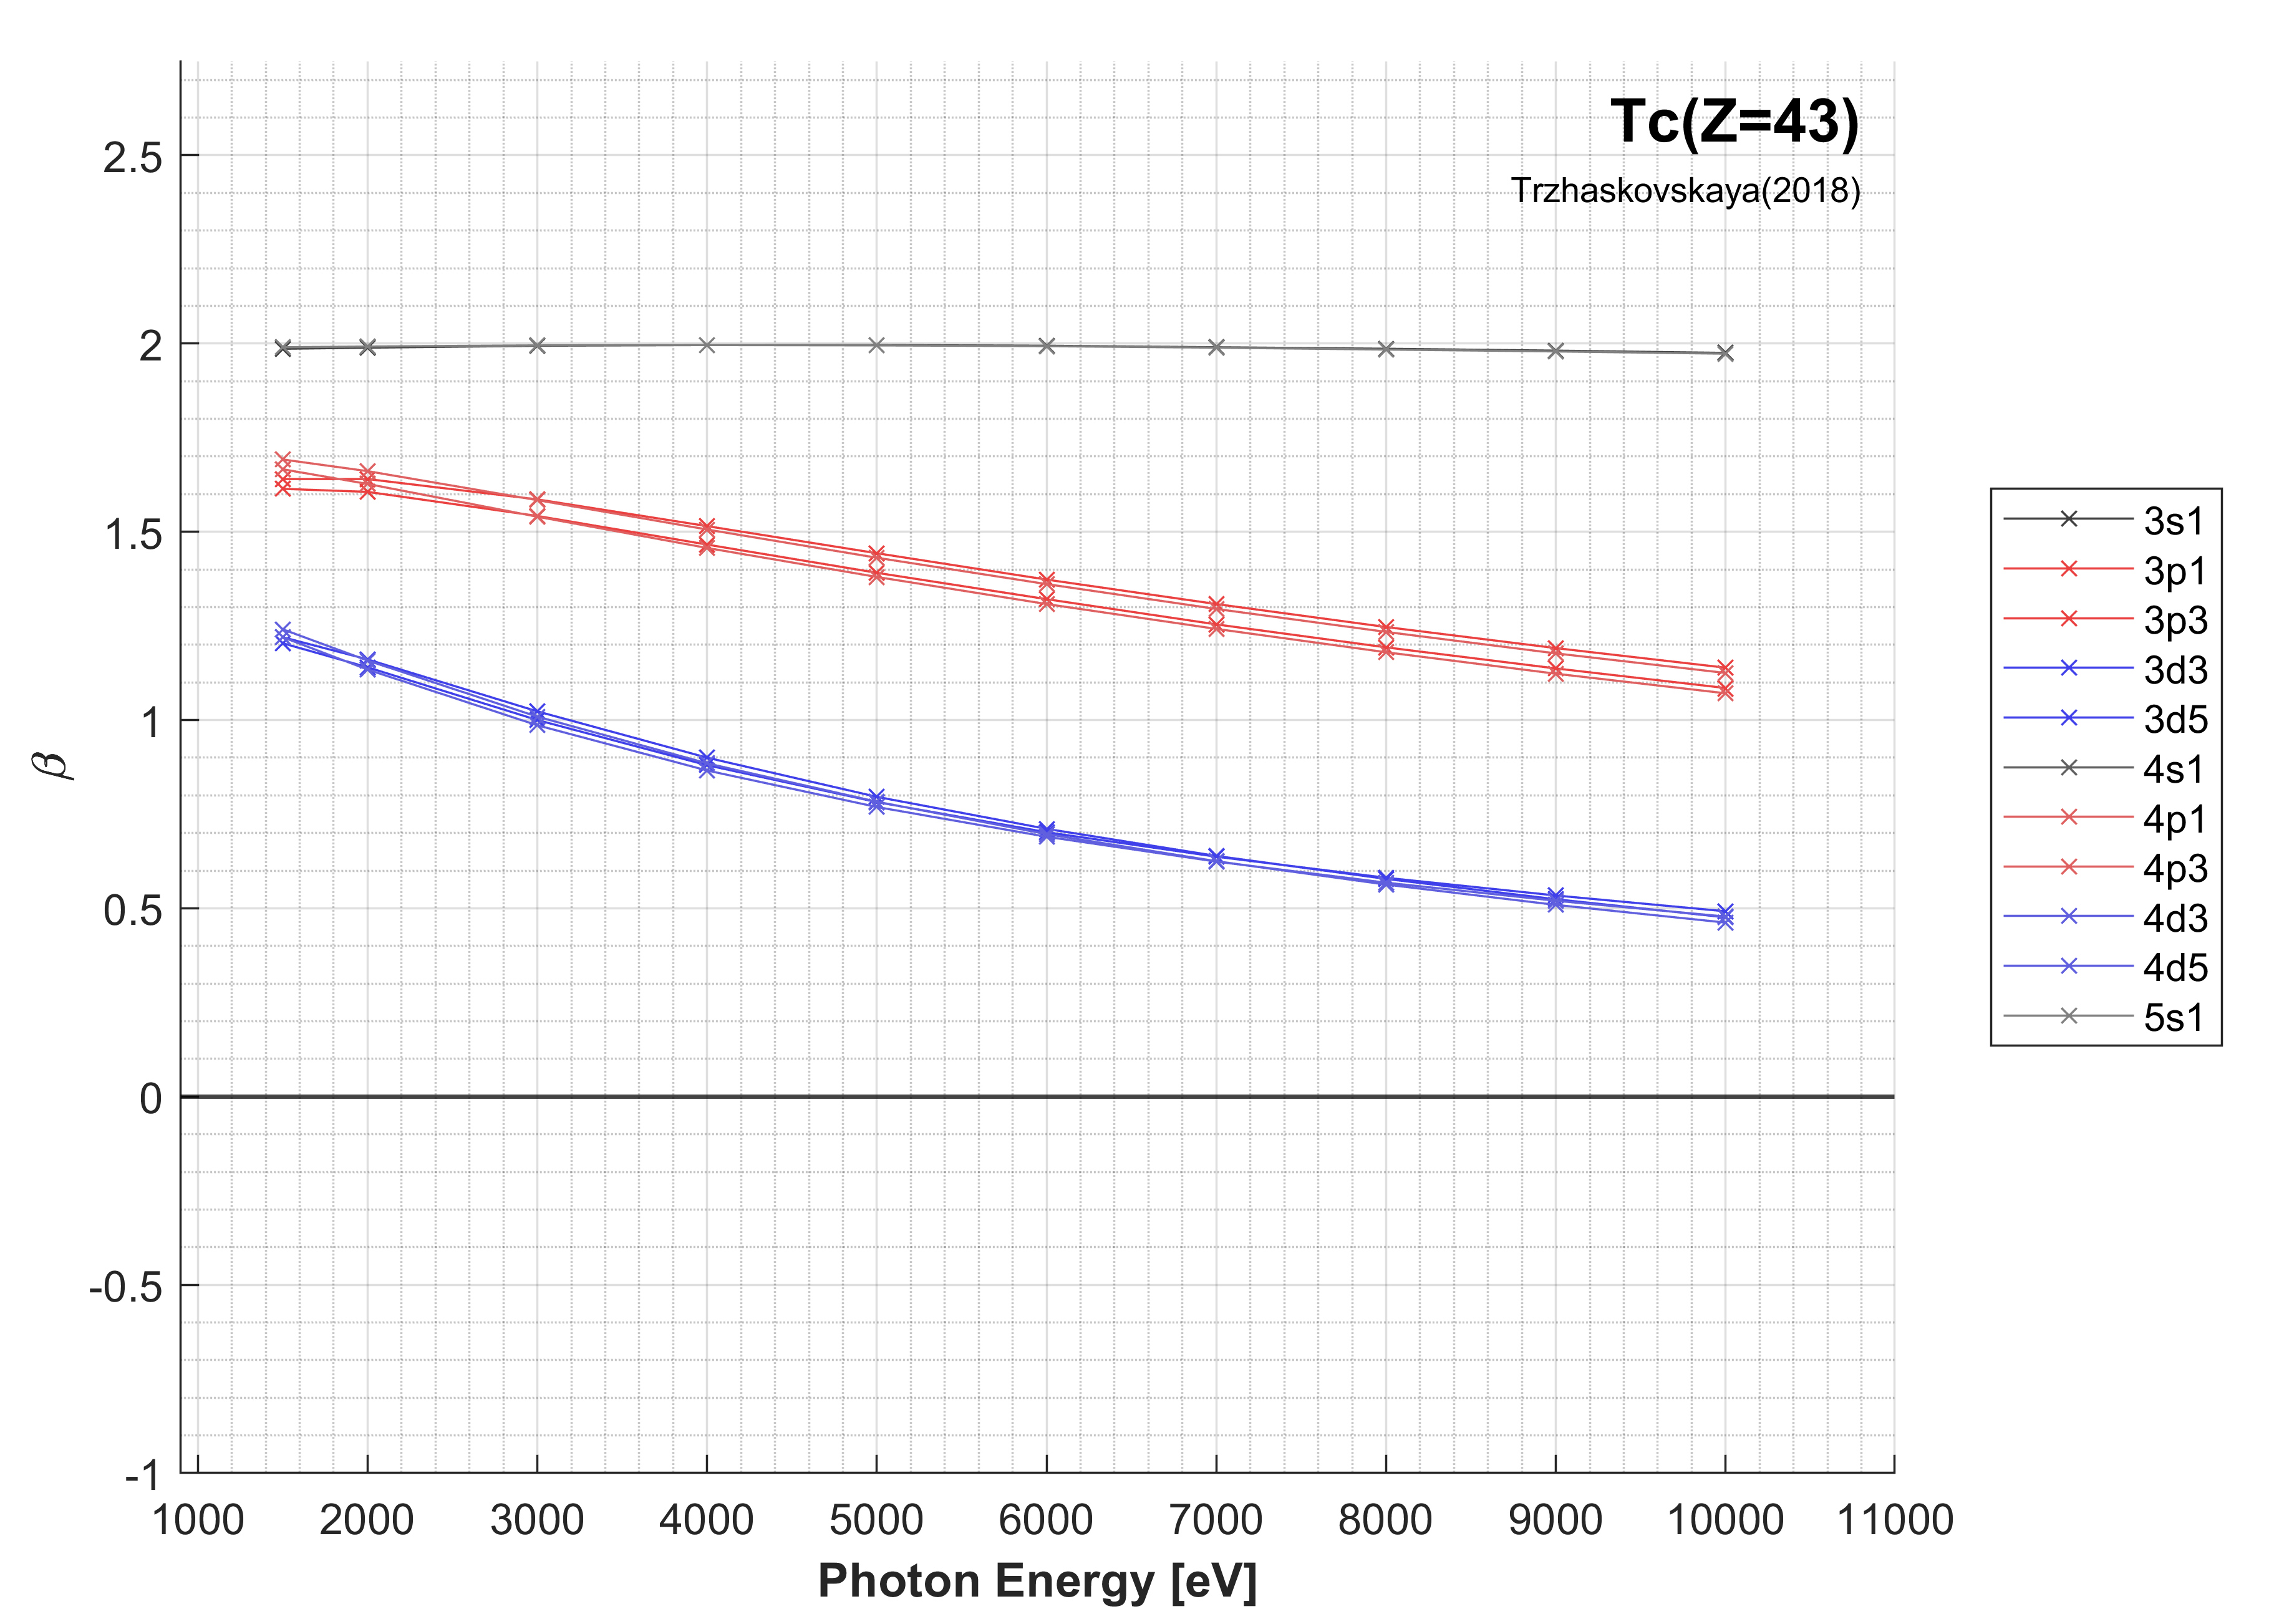 Tc(Z=43)
Trzhaskovskaya(2018)
2.5
2
1.5
1
0.5
0
-0.5
-1
β
1000 2000 3000 4000 5000 6000 7000 8000 9000 10000 11000
Photon Energy [eV]
3s1
3p1
3p3
3d3
3d5
4s1
4p1
4p3
4d3
4d5
5s1